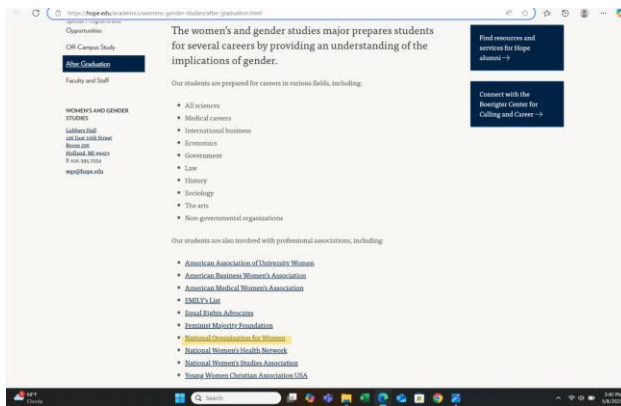 https://hope.edu/academics/womens-gender-studies/after-graduation.html
Opportunities
Off-Campus Study
After Graduation
Faculty and Staff
WOMEN'S AND GENDER
STUDIES
Lubbers Hall
126 East 10th Street
Room 226
Holland, MI 49423
wgs@hope.edu
The women's and gender studies major prepares students
for several careers by providing an understanding of the
implications of gender.
Our students are prepared for careers in various fields, including:
All sciences
Medical careers
International business
Economics
Government
Law
History
Sociology
The arts
Non-governmental organizations
Our students are also involved with professional associations, including:
American Association of University Women
American Business Women's Association
American Medical Women's Association
EMILY's List
Equal Rights Advocates
Feminist Majority Foundation
National Organization for Women
National Women's Health Network
National Women's Studies Association
Young Women Christian Association USA
Find resources and
services for Hope
alumni →
Connect with the
Boerigter Center for
Calling and Career →
Cloudy
Search
3:40 PM